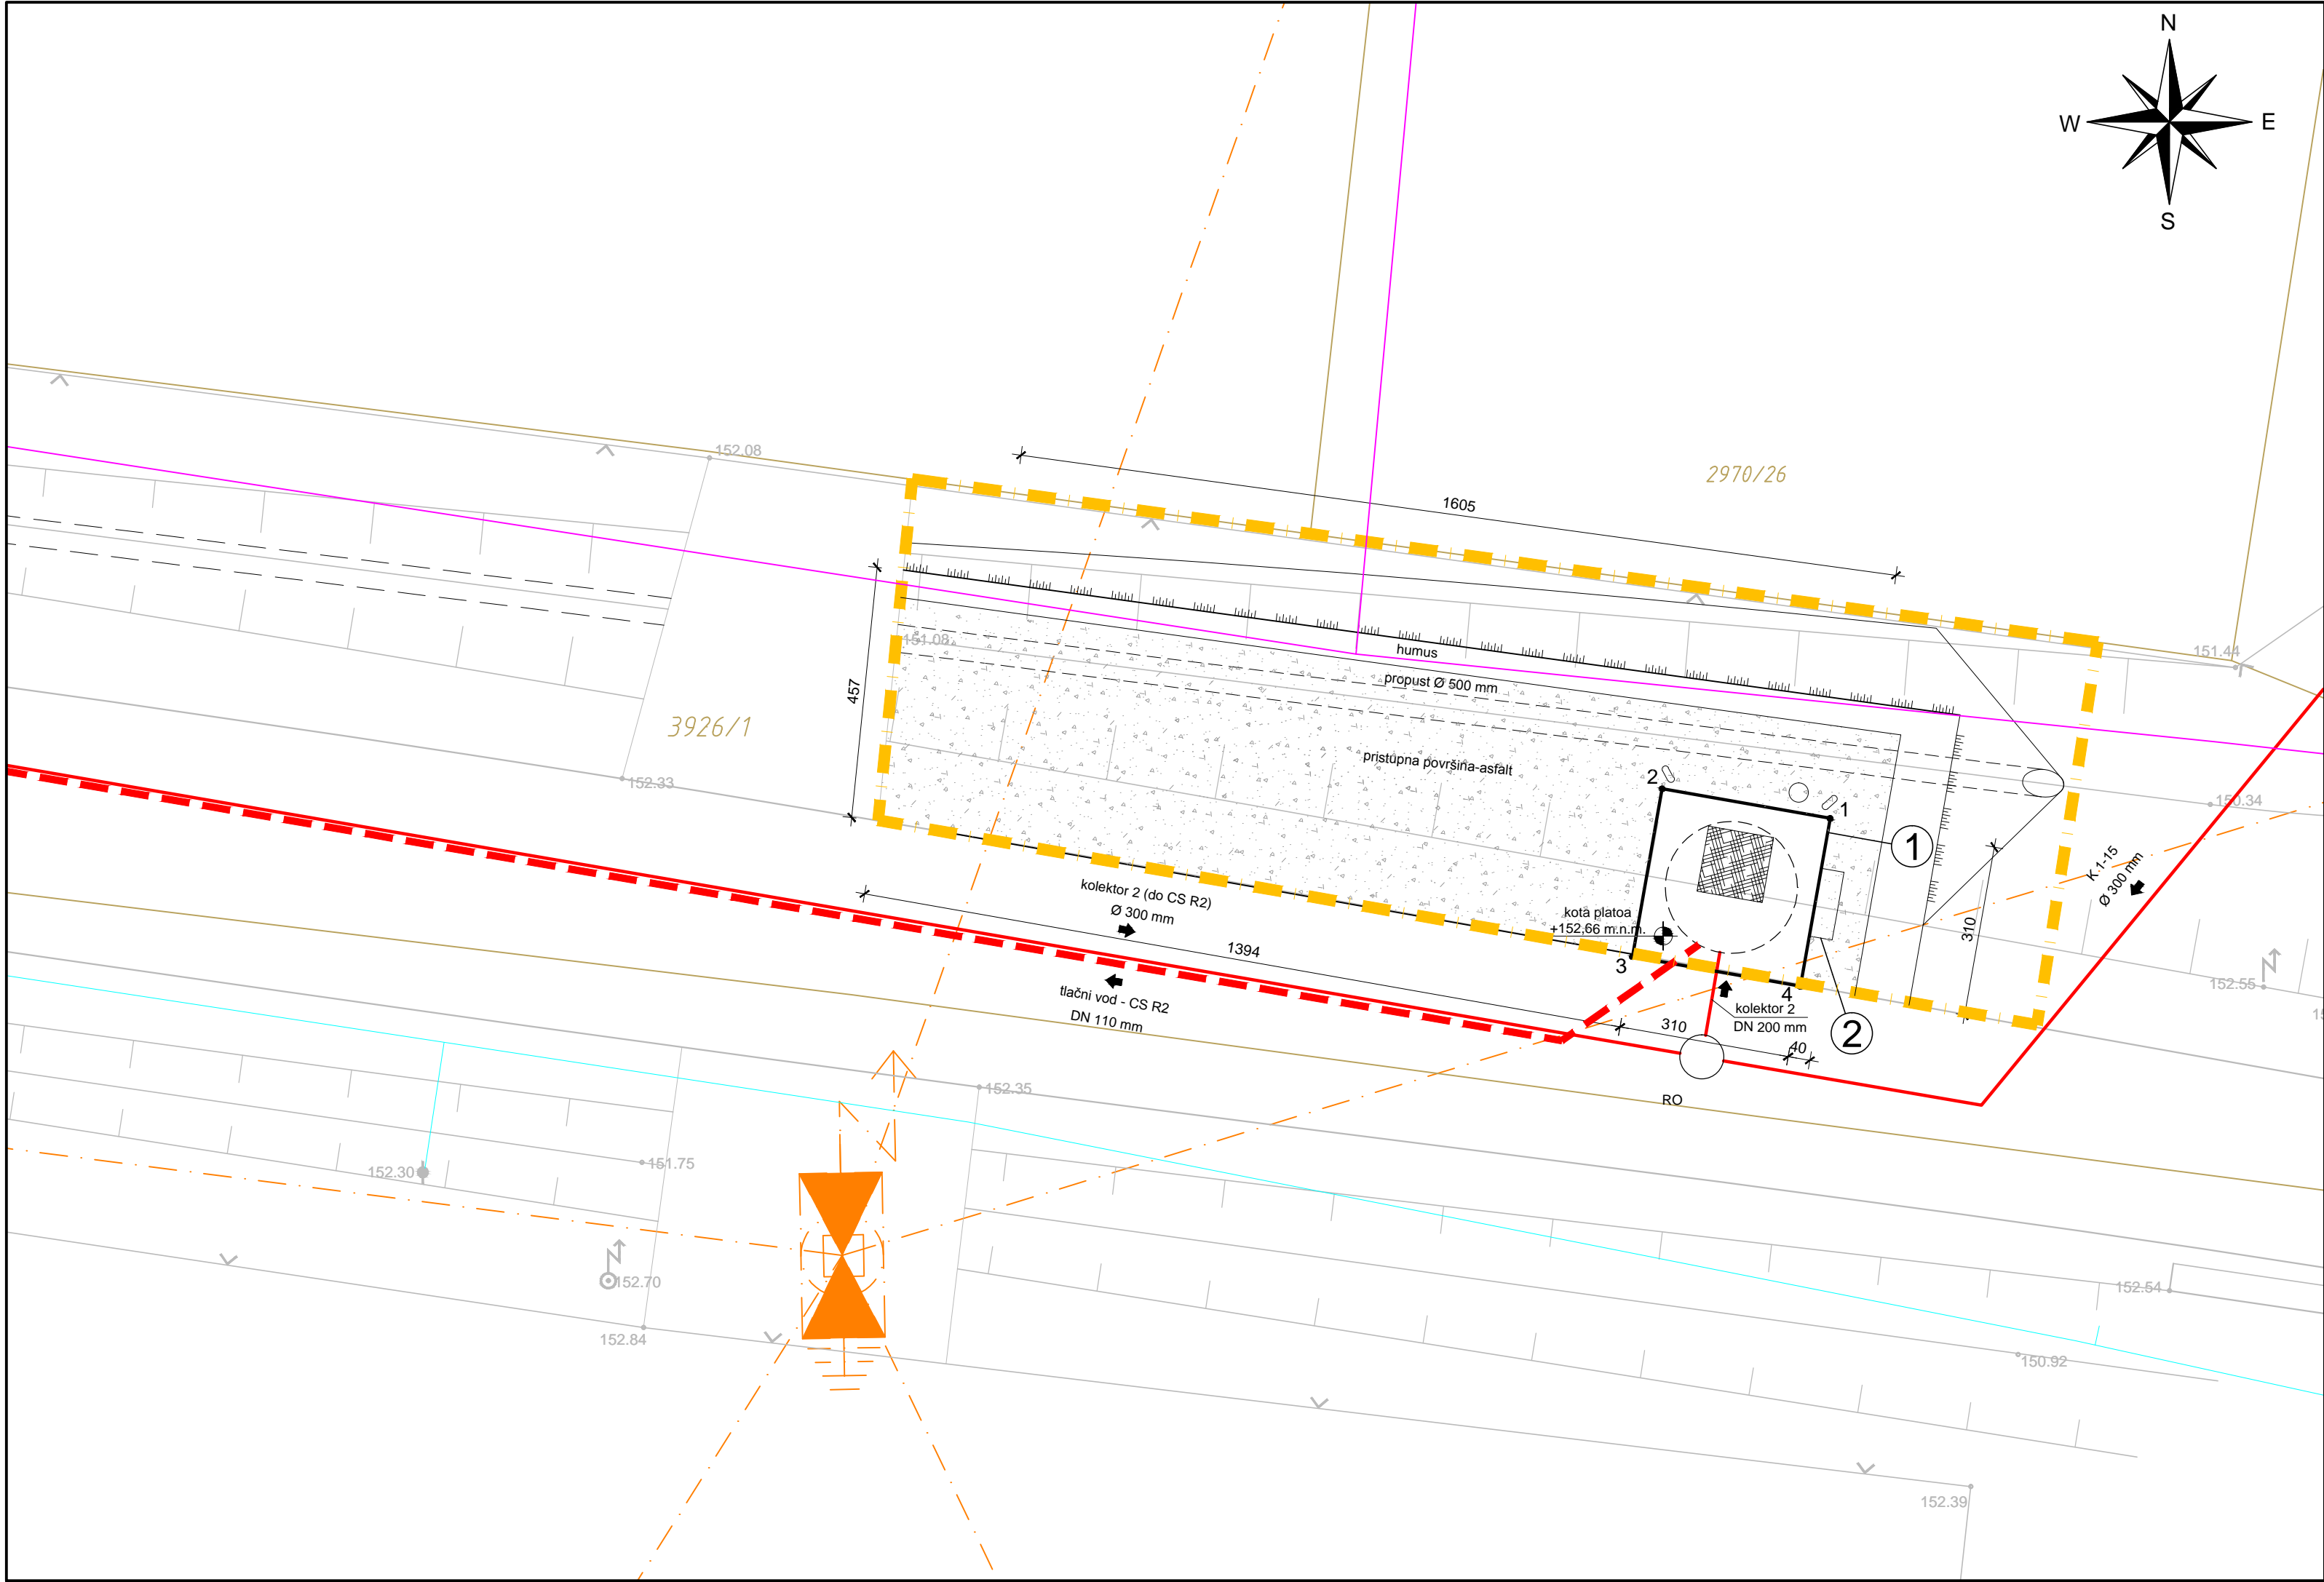 N
W
E
S
152.08
2970/26
1605
151.08
humus
151.44
propust Ø 500 mm
457
3926/1
pristupna površina-asfalt
152.33
2
1
150.34
1
K 1-15
Ø 300 mm
kolektor 2 (do CS R2)
Ø 300 mm
kota platoa
+152,66 m.n.m.
310
1394
3
4
152.55
tlačni vod - CS R2
DN 110 mm
kolektor 2
DN 200 mm
310
2
40
152.35
RO
151.75
152.30
152.70
152.54
152.84
150.92
152.39